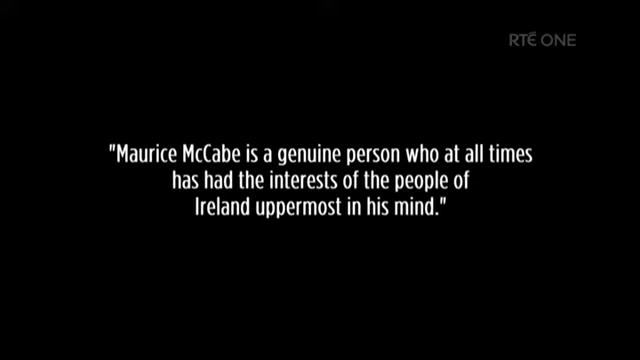 RTÉ ONE
"Maurice McCabe is a genuine person who at all times
has had the interests of the people of
Ireland uppermost in his mind."